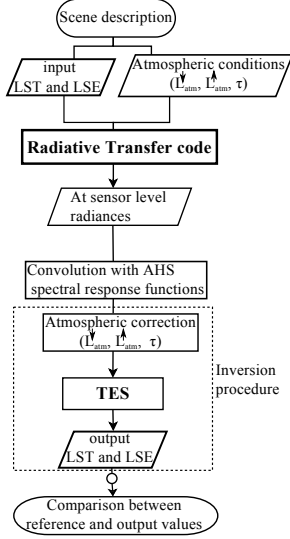 Scene description
input
LST and LSE
Atmospheric conditions
(L↓atm, L↑atm, τ)
Radiative Transfer code
At sensor level
radiances
Convolution with AHS
spectral response functions
Atmospheric correction
(L↓atm, L↑atm, τ)
TES
Inversion
procedure
output
LST and LSE
Comparison between
reference and output values